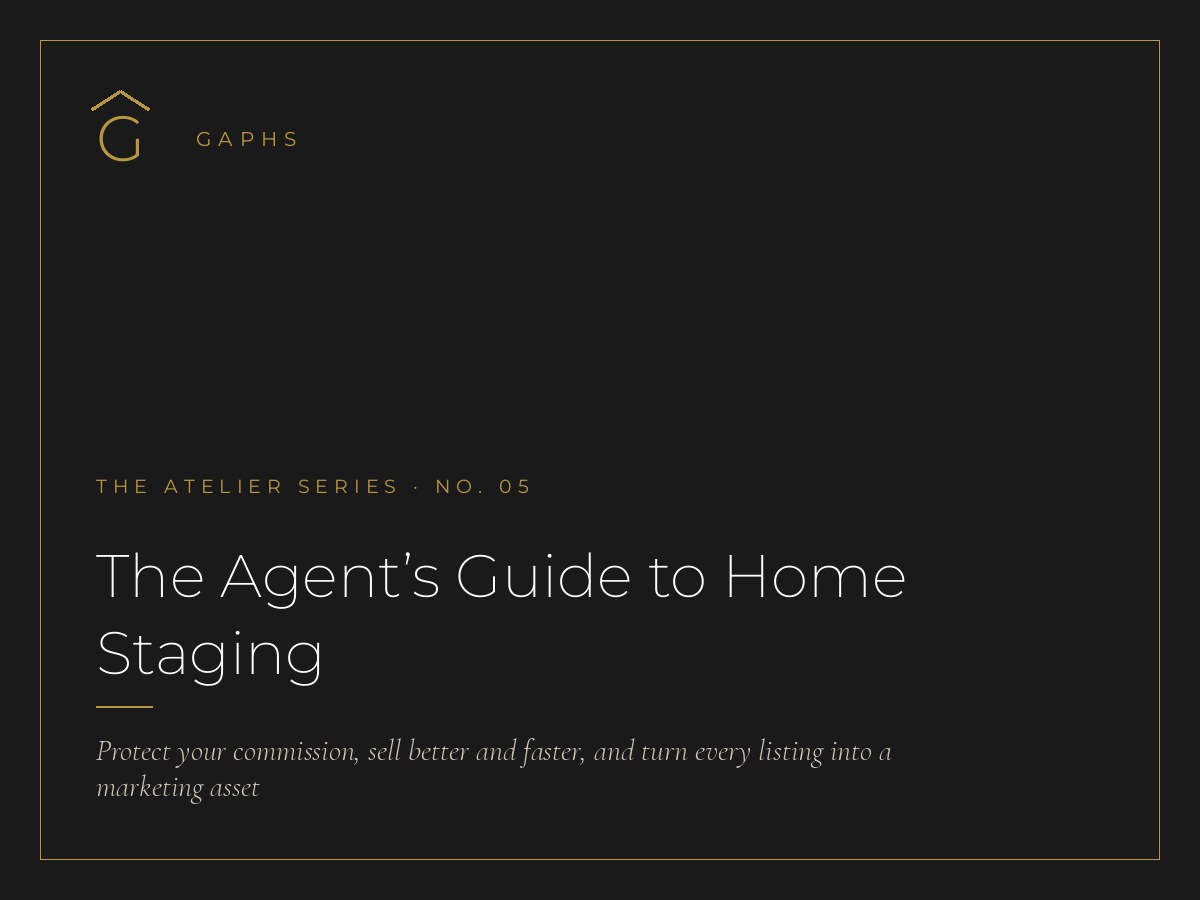 G
GAPHS
THE ATELIER SERIES · NO. 05
The Agent’s Guide to Home
Staging
Protect your commission, sell better and faster, and turn every listing into a
marketing asset